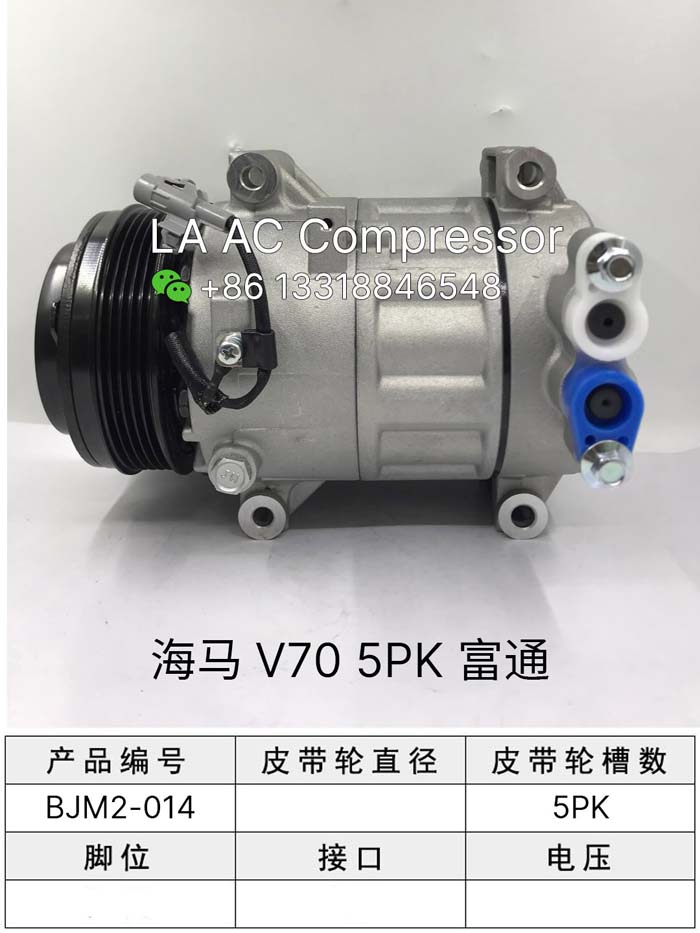 LA AC Compressor
+86 13318846548
海马 V70 5PK 富通
产品编号 皮带轮直径 皮带轮槽数
BJM2-014 5PK
脚位 接口 电压